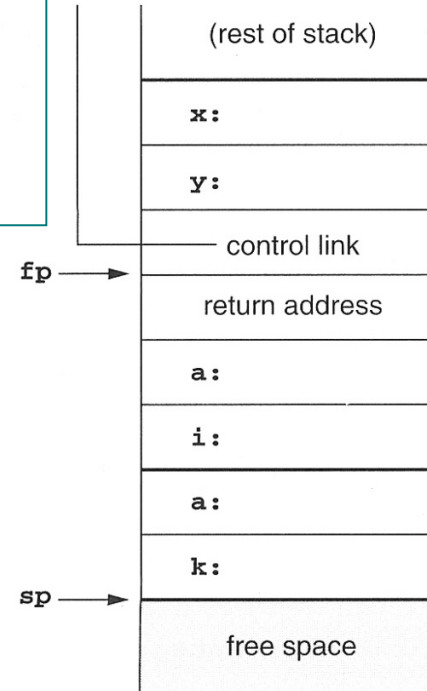 (rest of stack)
x:
y:
control link
fp
return address
a:
i:
a:
k:
sp
free space